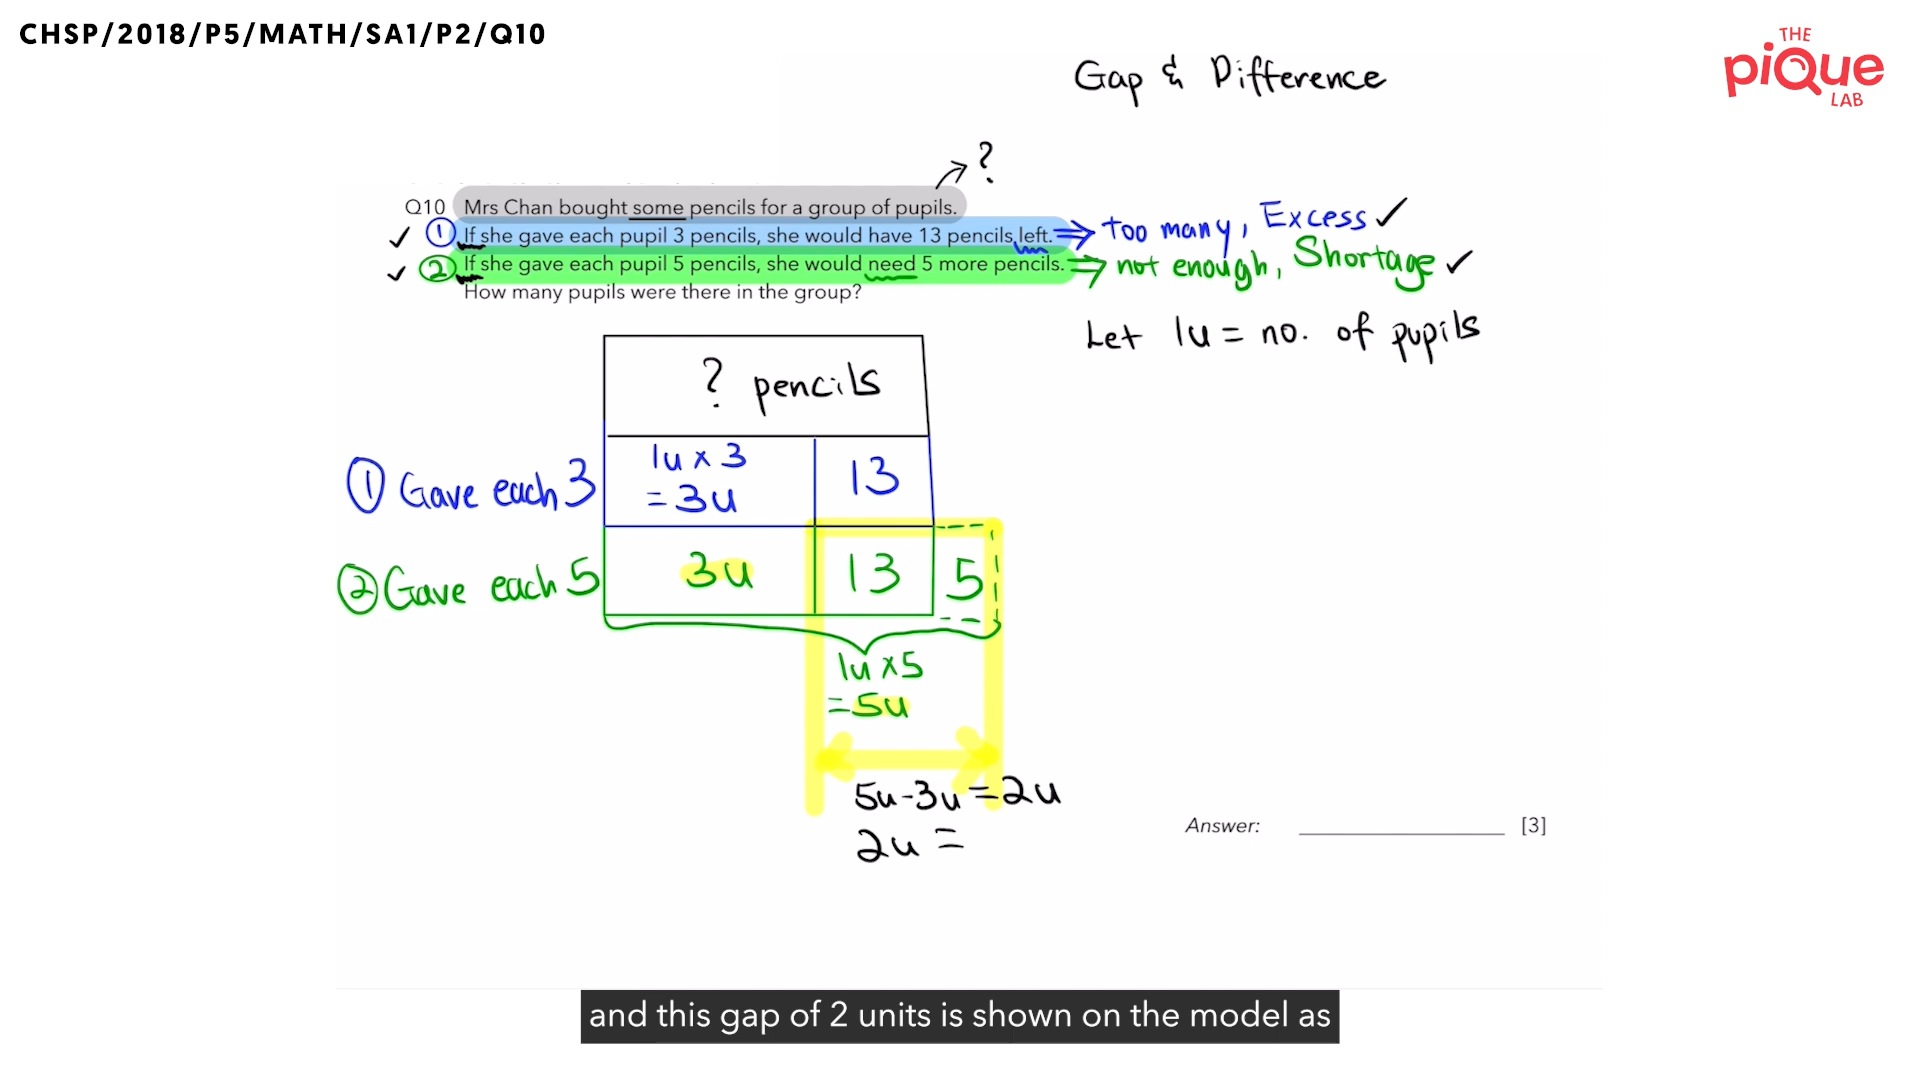 CHSP/2018/P5/MATH/SA1/P2/Q10
THE
piQue
LAB
Gap & Difference
?
Q10 Mrs Chan bought some pencils for a group of pupils.
① If she gave each pupil 3 pencils, she would have 13 pencils left. ⇒ too many, Excess ✓
② If she gave each pupil 5 pencils, she would need 5 more pencils. ⇒ not enough, Shortage ✓
How many pupils were there in the group?
Let 1u = no. of pupils
? pencils
① Gave each 3
1u × 3
= 3u
13
② Gave each 5
3u
13
5
1u × 5
= 5u
5u - 3u = 2u
2u =
Answer: ____________________ [3]
and this gap of 2 units is shown on the model as